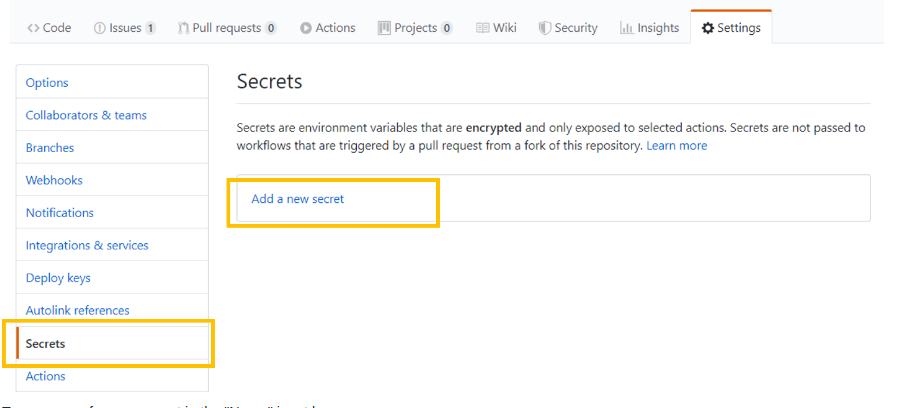 Code Issues 1 Pull requests 0 Actions Projects 0 Wiki Security Insights Settings
Options
Collaborators & teams
Branches
Webhooks
Notifications
Integrations & services
Deploy keys
Autolink references
Secrets
Actions
Secrets
Secrets are environment variables that are encrypted and only exposed to selected actions. Secrets are not passed to
workflows that are triggered by a pull request from a fork of this repository. Learn more
Add a new secret